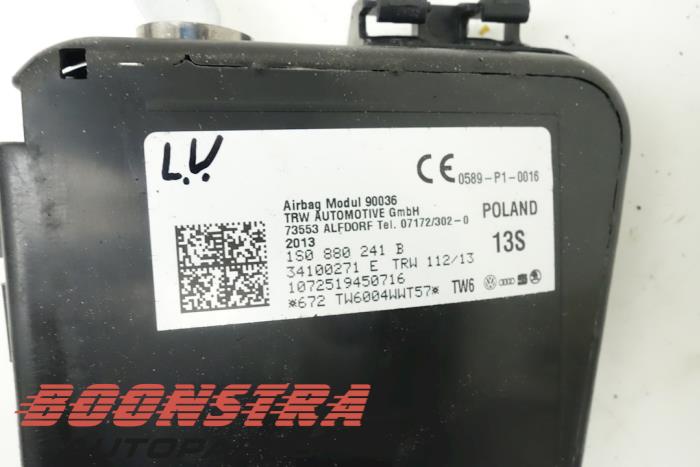 L.V.
CE 0589-P1-0016
Airbag Modul 90036
TRW AUTOMOTIVE GmbH
73553 ALFDORF Tel. 07172/302-0
2013
POLAND
13S
1S0 880 241 B
34100271 E TRW 112/13
1072519450716
*672 TW6004WWT57* TW6
BOONSTRA
AUTOPARTS